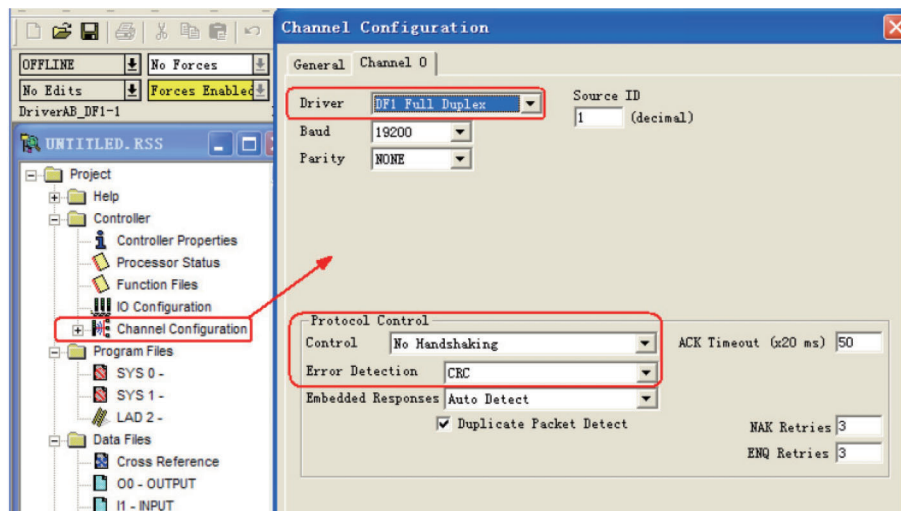 OFFLINE
No Forces
No Edits
Forces Enabled
DriverAB_DF1-1
UNTITLED.RSS
Project
Help
Controller
Controller Properties
Processor Status
Function Files
IO Configuration
Channel Configuration
Program Files
SYS 0 -
SYS 1 -
LAD 2 -
Data Files
Cross Reference
O0 - OUTPUT
I1 - INPUT
Channel Configuration
General
Channel 0
Driver
DF1 Full Duplex
Source ID
1 (decimal)
Baud
19200
Parity
NONE
Protocol Control
Control
No Handshaking
ACK Timeout (x20 ms) 50
Error Detection
CRC
Embedded Responses
Auto Detect
Duplicate Packet Detect
NAK Retries 3
ENQ Retries 3